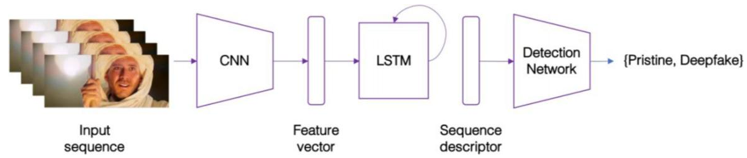 CNN
LSTM
Detection
Network
{Pristine, Deepfake}
Input
sequence
Feature
vector
Sequence
descriptor